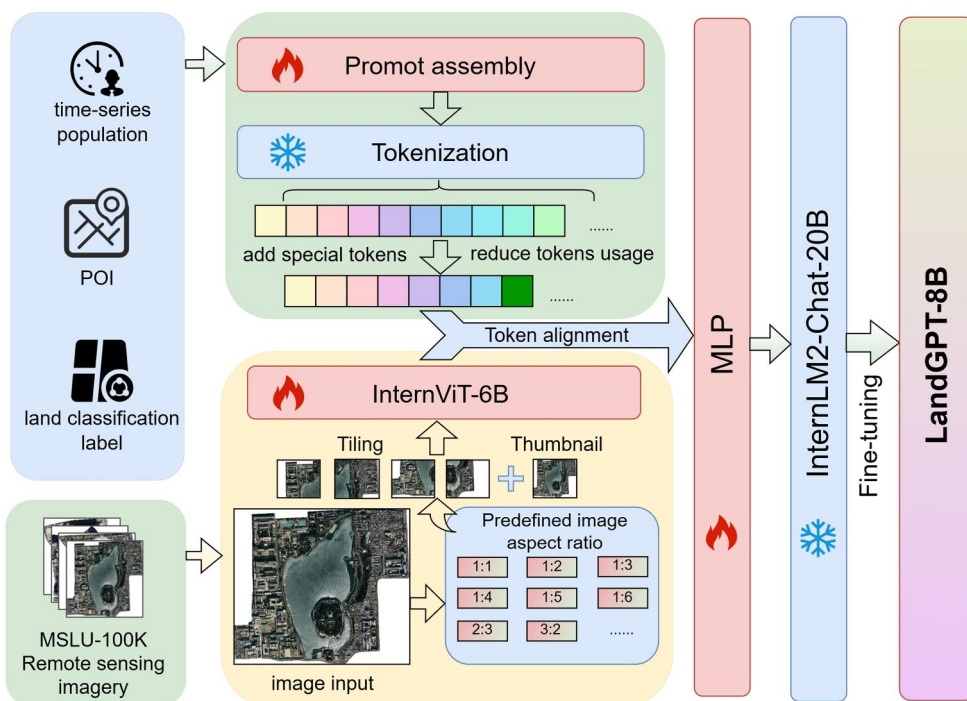 time-series
population
POI
land classification
label
MSLU-100K
Remote sensing
imagery
Promot assembly
Tokenization
......
add special tokens
reduce tokens usage
......
Token alignment
InternViT-6B
Tiling
Thumbnail
Predefined image
aspect ratio
1:1
1:2
1:3
1:4
1:5
1:6
2:3
3:2
......
image input
MLP
InternLM2-Chat-20B
Fine-tuning
LandGPT-8B